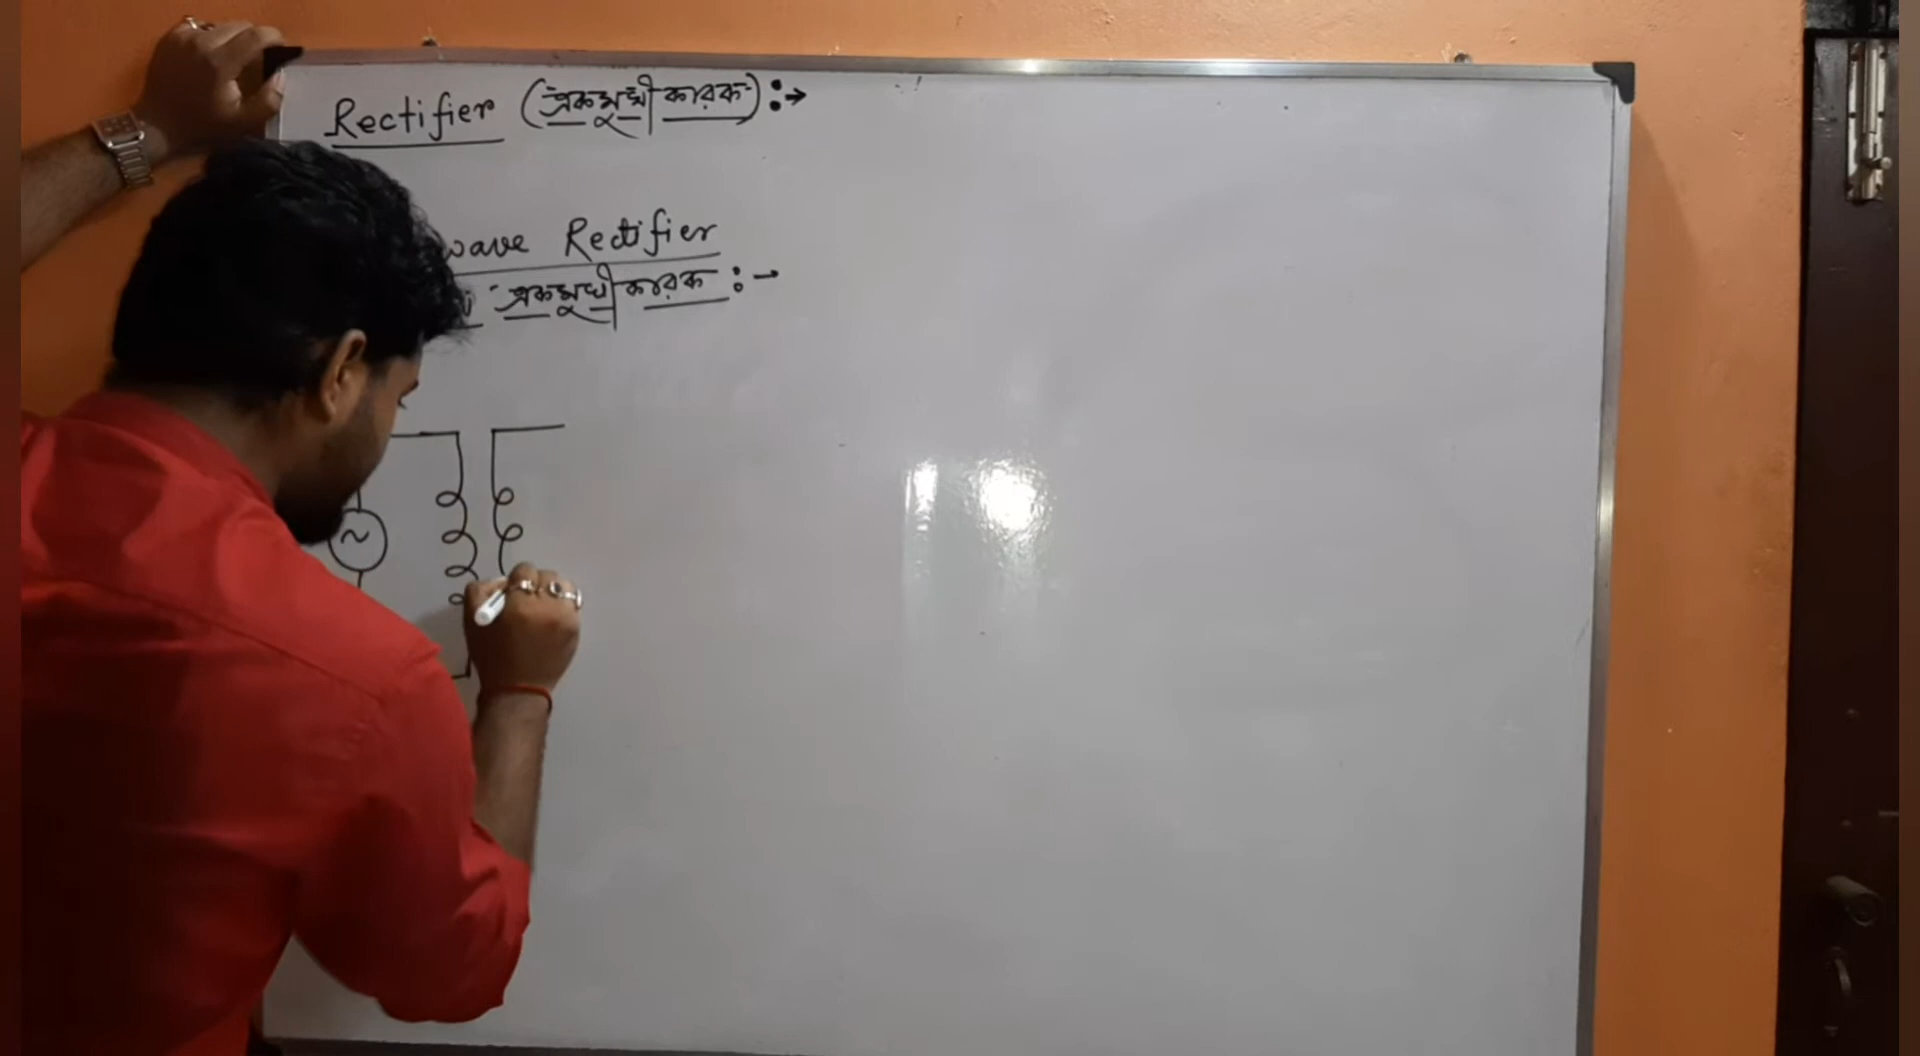 Rectifier (একমুখী কারক) :→
wave Rectifier
একমুখী কারক :-
~